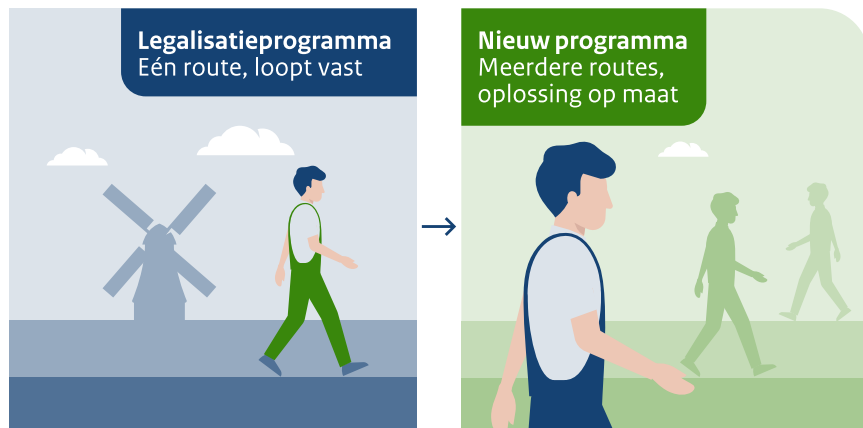 Legalisatieprogramma
Eén route, loopt vast
Nieuw programma
Meerdere routes,
oplossing op maat